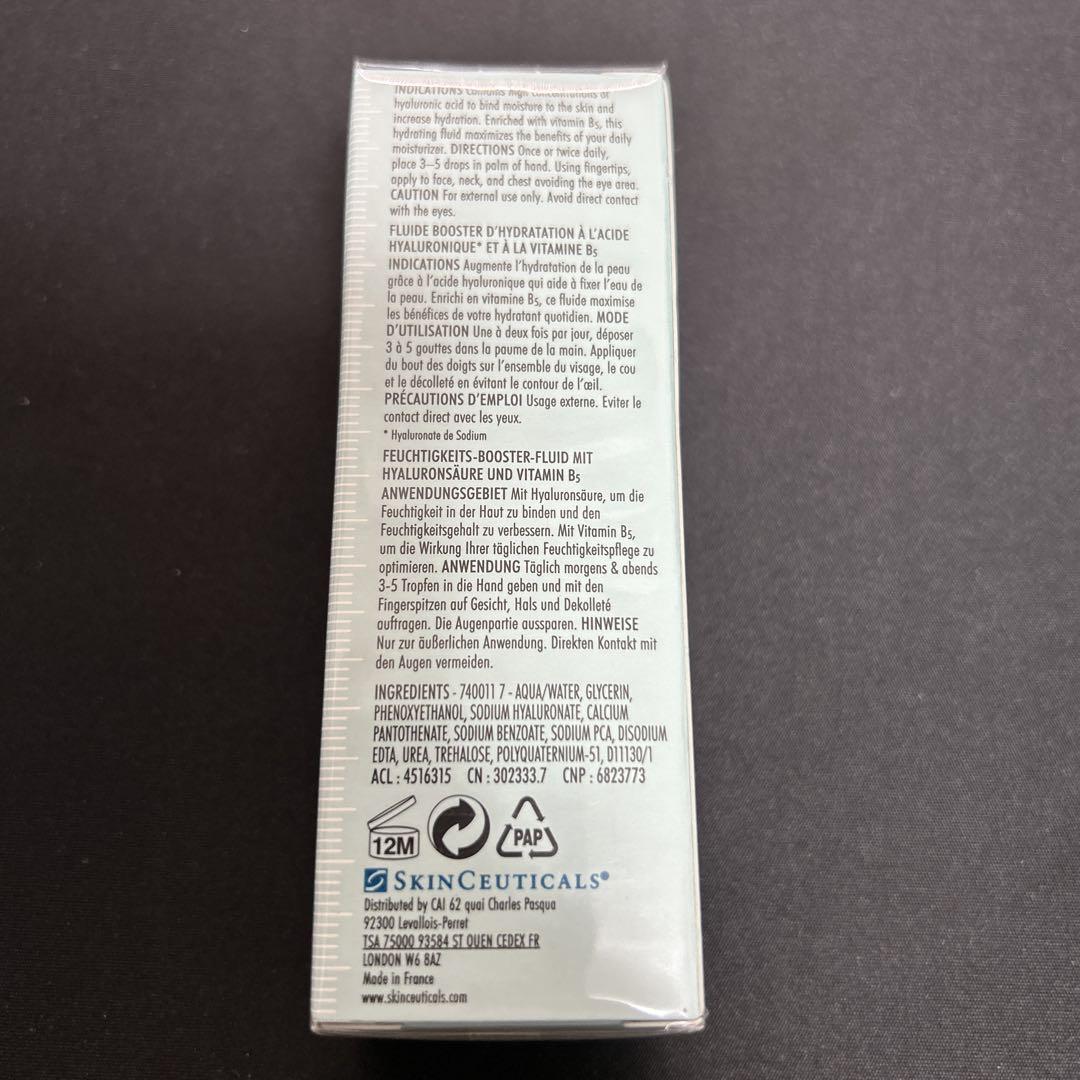 INDICATIONS Contains high concentrations of
hyaluronic acid to bind moisture to the skin and
increase hydration. Enriched with vitamin B5, this
hydrating fluid maximizes the benefits of your daily
moisturizer. DIRECTIONS Once or twice daily,
place 3–5 drops in palm of hand. Using fingertips,
apply to face, neck, and chest avoiding the eye area.
CAUTION For external use only. Avoid direct contact
with the eyes.
FLUIDE BOOSTER D'HYDRATATION À L'ACIDE
HYALURONIQUE* ET À LA VITAMINE B5
INDICATIONS Augmente l'hydratation de la peau
grâce à l'acide hyaluronique qui aide à fixer l'eau de
la peau. Enrichi en vitamine B5, ce fluide maximise
les bénéfices de votre hydratant quotidien. MODE
D'UTILISATION Une à deux fois par jour, déposer
3 à 5 gouttes dans la paume de la main. Appliquer
du bout des doigts sur l'ensemble du visage, le cou
et le décolleté en évitant le contour de l'œil.
PRÉCAUTIONS D'EMPLOI Usage externe. Eviter le
contact direct avec les yeux.
* Hyaluronate de Sodium
FEUCHTIGKEITS-BOOSTER-FLUID MIT
HYALURONSÄURE UND VITAMIN B5
ANWENDUNGSGEBIET Mit Hyaluronsäure, um die
Feuchtigkeit in der Haut zu binden und den
Feuchtigkeitsgehalt zu verbessern. Mit Vitamin B5,
um die Wirkung Ihrer täglichen Feuchtigkeitspflege zu
optimieren. ANWENDUNG Täglich morgens & abends
3-5 Tropfen in die Hand geben und mit den
Fingerspitzen auf Gesicht, Hals und Dekolleté
auftragen. Die Augenpartie aussparen. HINWEISE
Nur zur äußerlichen Anwendung. Direkten Kontakt mit
den Augen vermeiden.
INGREDIENTS - 740011 7 - AQUA/WATER, GLYCERIN,
PHENOXYETHANOL, SODIUM HYALURONATE, CALCIUM
PANTOTHENATE, SODIUM BENZOATE, SODIUM PCA, DISODIUM
EDTA, UREA, TREHALOSE, POLYQUATERNIUM-51, D11130/1
ACL : 4516315 CN : 302333.7 CNP : 6823773
12M PAP
SKINCEUTICALS®
Distributed by CAI 62 quai Charles Pasqua
92300 Levallois-Perret
TSA 75000 93584 ST OUEN CEDEX FR
LONDON W6 8AZ
Made in France
www.skinceuticals.com